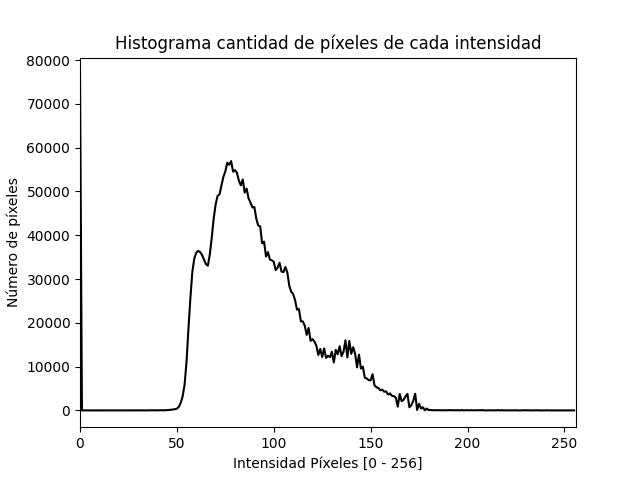 Histograma cantidad de píxeles de cada intensidad
80000
70000
60000
50000
40000
30000
20000
10000
0
Número de píxeles
0 50 100 150 200 250
Intensidad Píxeles [0 - 256]